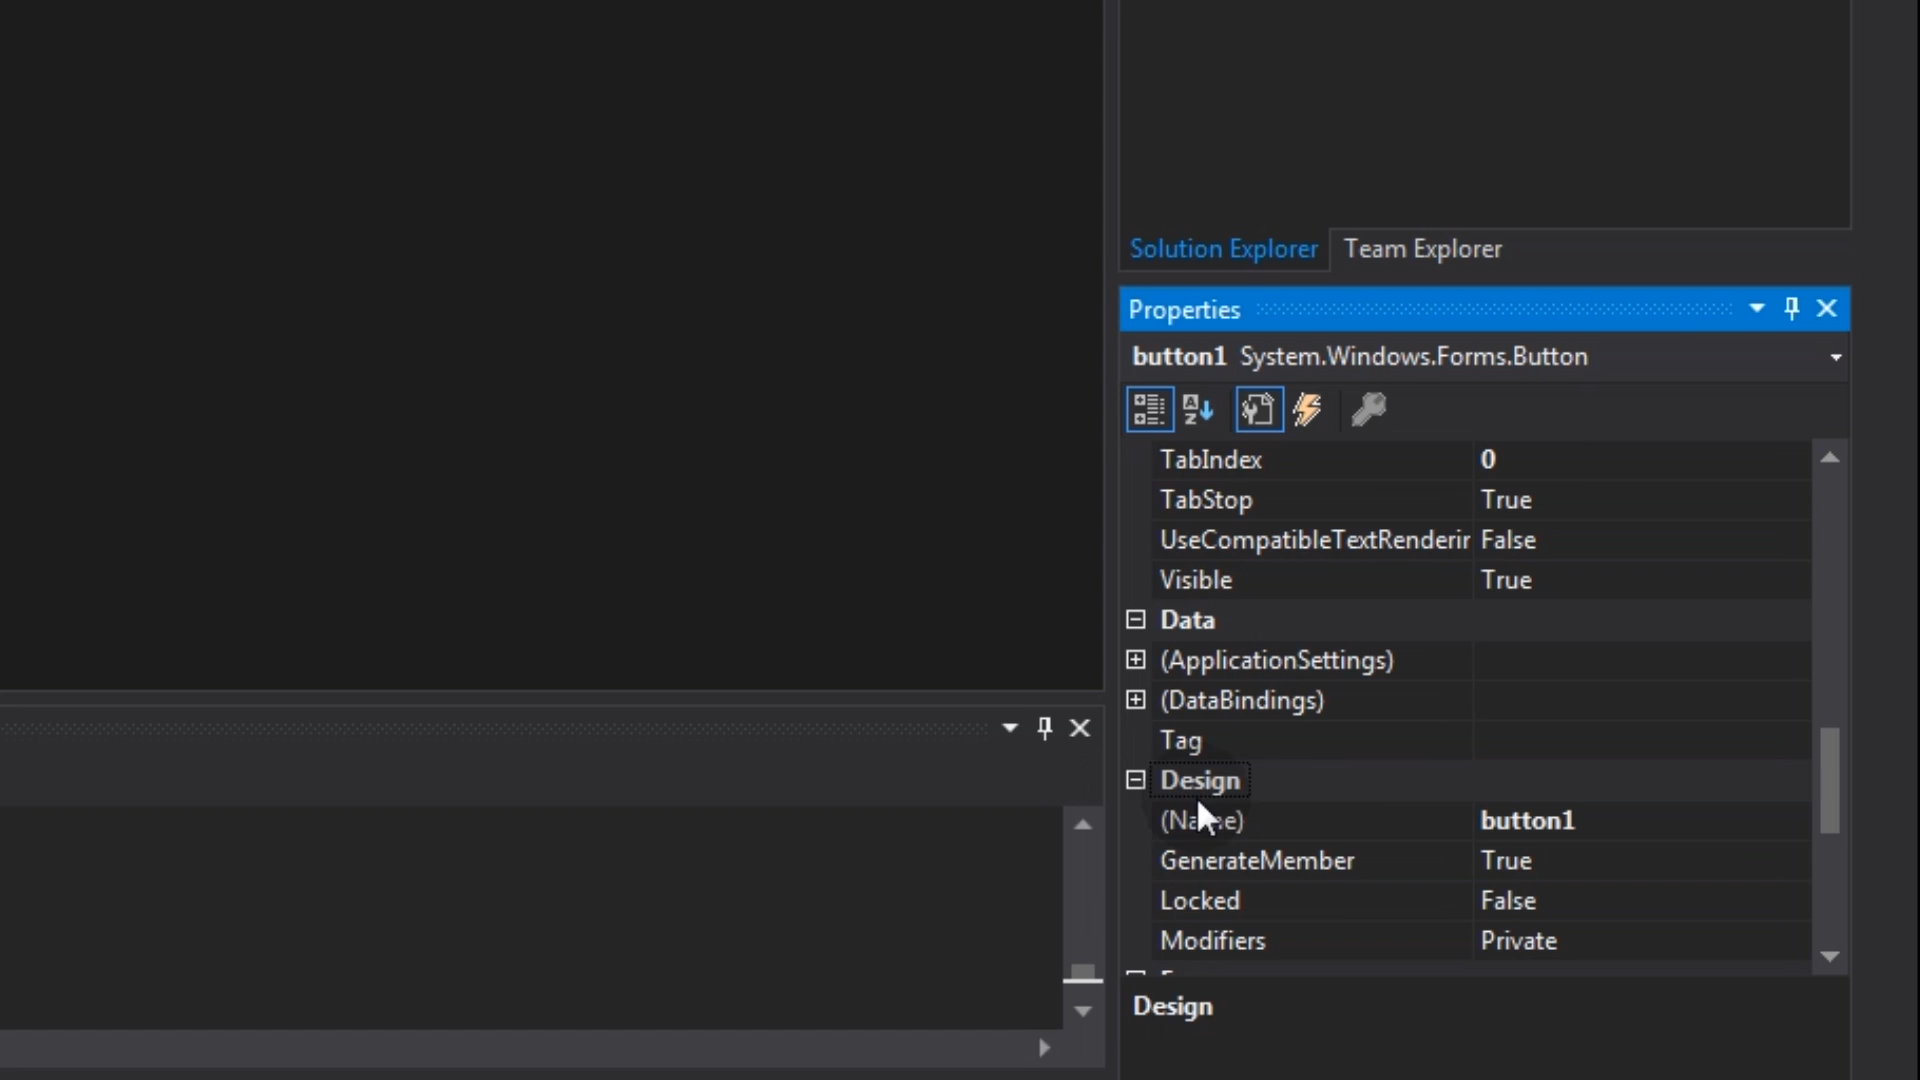 Solution Explorer Team Explorer
Properties
button1 System.Windows.Forms.Button
TabIndex 0
TabStop True
UseCompatibleTextRenderir False
Visible True
Data
(ApplicationSettings)
(DataBindings)
Tag
Design
(Name) button1
GenerateMember True
Locked False
Modifiers Private
Design